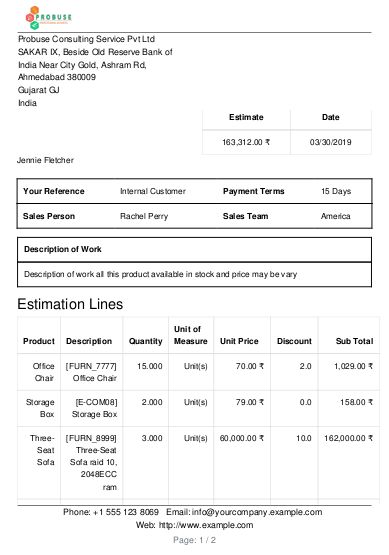 PROBUSE
Probuse Consulting Service Pvt Ltd
SAKAR IX, Beside Old Reserve Bank of
India Near City Gold, Ashram Rd,
Ahmedabad 380009
Gujarat GJ
India
Estimate Date
163,312.00 ₹ 03/30/2019
Jennie Fletcher
Your Reference Internal Customer Payment Terms 15 Days
Sales Person Rachel Perry Sales Team America
Description of Work
Description of work all this product available in stock and price may be vary
Estimation Lines
Product Description Quantity Unit of Measure Unit Price Discount Sub Total
Office Chair [FURN_7777] Office Chair 15.000 Unit(s) 70.00 ₹ 2.0 1,029.00 ₹
Storage Box [E-COM08] Storage Box 2.000 Unit(s) 79.00 ₹ 0.0 158.00 ₹
Three-Seat Sofa [FURN_8999] Three-Seat Sofa raid 10, 2048ECC ram 3.000 Unit(s) 60,000.00 ₹ 10.0 162,000.00 ₹
Phone: +1 555 123 8069 Email: info@yourcompany.example.com
Web: http://www.example.com
Page: 1 / 2